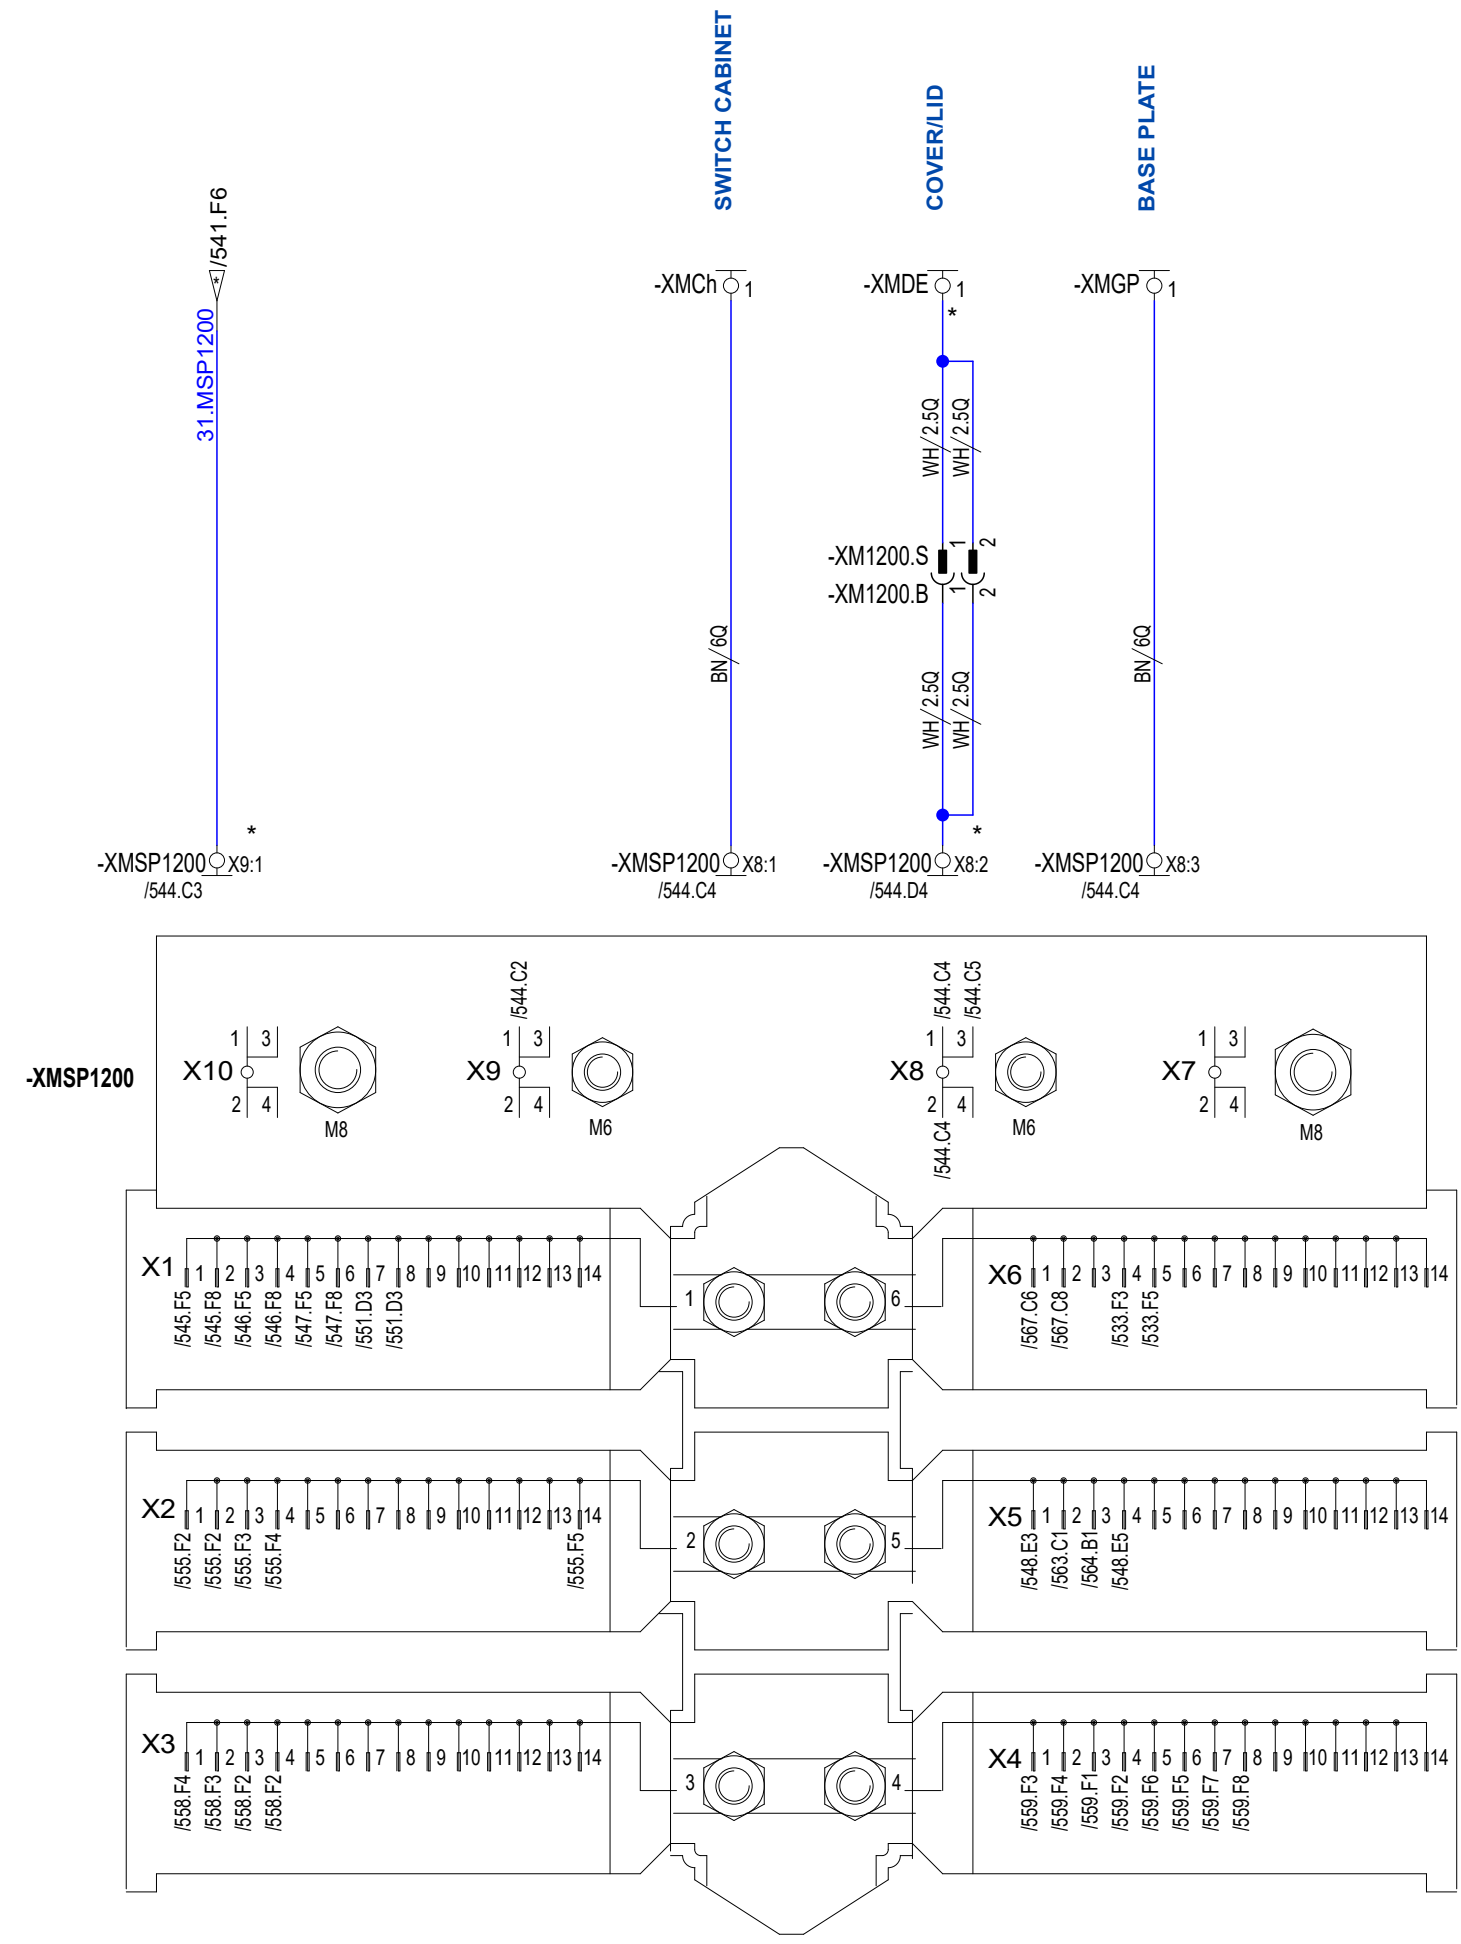 SWITCH CABINET
COVER/LID
BASE PLATE
/541.F6
*
31.MSP1200
-XMCh 1
-XMDE 1
*
-XMGP 1
WH/2.5Q
WH/2.5Q
-XM1200.S 1 2
-XM1200.B 1 2
BN/6Q
WH/2.5Q
WH/2.5Q
BN/6Q
*
*
-XMSP1200 X9:1
/544.C3
-XMSP1200 X8:1
/544.C4
-XMSP1200 X8:2
/544.D4
-XMSP1200 X8:3
/544.C4
-XMSP1200
X10 1 3 2 4
M8
/544.C2
X9 1 3 2 4
M6
/544.C4
/544.C5
X8 1 3 2 4
/544.C4
M6
X7 1 3 2 4
M8
X1 1 2 3 4 5 6 7 8 9 10 11 12 13 14
/545.F5
/545.F8
/546.F5
/546.F8
/547.F5
/547.F8
/551.D3
/551.D3
1
6
X6 1 2 3 4 5 6 7 8 9 10 11 12 13 14
/567.C6
/567.C8
/533.F3
/533.F5
X2 1 2 3 4 5 6 7 8 9 10 11 12 13 14
/555.F2
/555.F2
/555.F3
/555.F4
/555.F5
2
5
X5 1 2 3 4 5 6 7 8 9 10 11 12 13 14
/548.E3
/563.C1
/564.B1
/548.E5
X3 1 2 3 4 5 6 7 8 9 10 11 12 13 14
/558.F4
/558.F3
/558.F2
/558.F2
3
4
X4 1 2 3 4 5 6 7 8 9 10 11 12 13 14
/559.F3
/559.F4
/559.F1
/559.F2
/559.F6
/559.F5
/559.F7
/559.F8